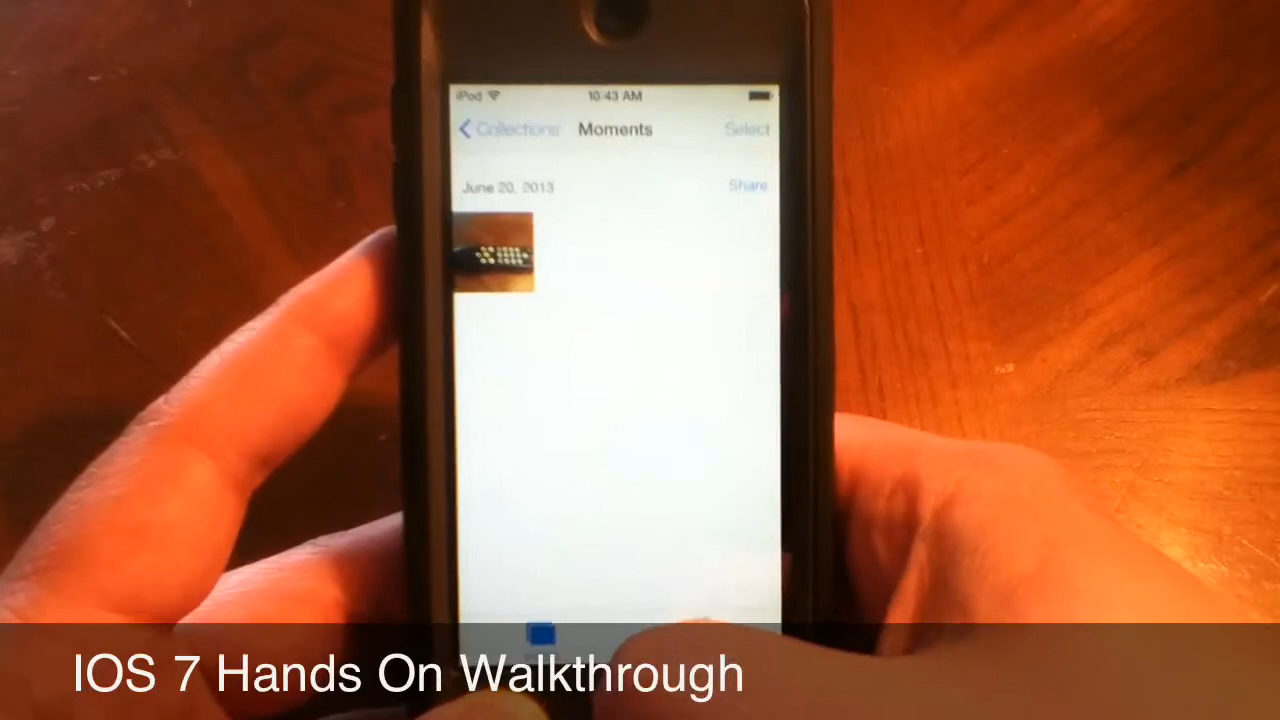 iPod 10:43 AM
Collections Moments Select
June 20, 2013 Share
IOS 7 Hands On Walkthrough